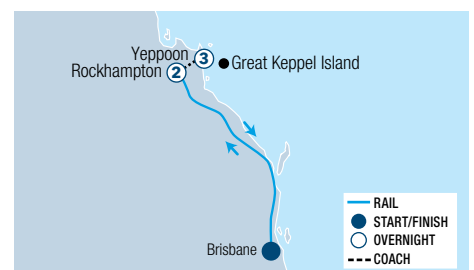 Yeppoon 3
Great Keppel Island
Rockhampton 2
Brisbane
RAIL
START/FINISH
OVERNIGHT
COACH